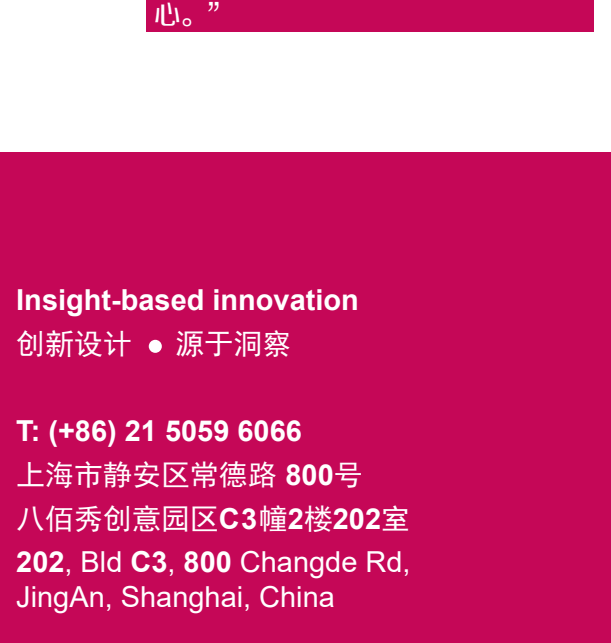 心。”
Insight-based innovation
创新设计 ● 源于洞察
T: (+86) 21 5059 6066
上海市静安区常德路 800号
八佰秀创意园区C3幢2楼202室
202, Bld C3, 800 Changde Rd,
JingAn, Shanghai, China